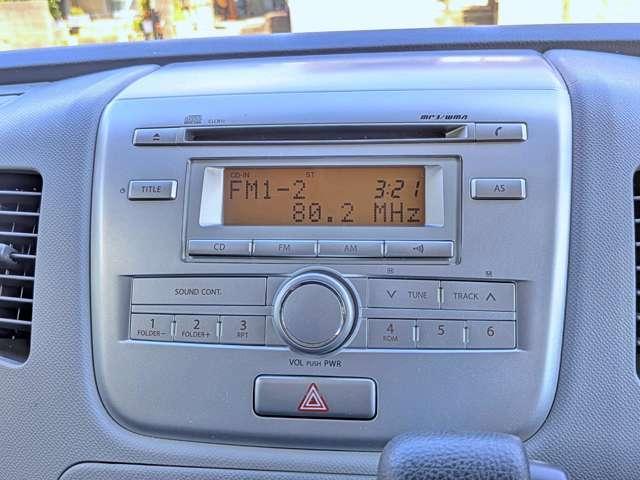 MP3/WMA
TITLE
CD-IN ST
FM1-2 3:21
80.2 MHz
AS
CD FM AM
SOUND CONT.
TUNE TRACK
1 2 3 4 5 6
FOLDER− FOLDER+ RPT RDM
VOL PUSH PWR